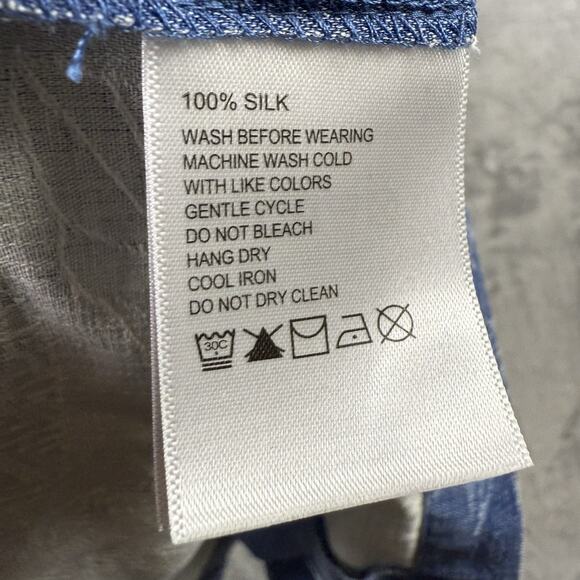 100% SILK
WASH BEFORE WEARING
MACHINE WASH COLD
WITH LIKE COLORS
GENTLE CYCLE
DO NOT BLEACH
HANG DRY
COOL IRON
DO NOT DRY CLEAN
30C